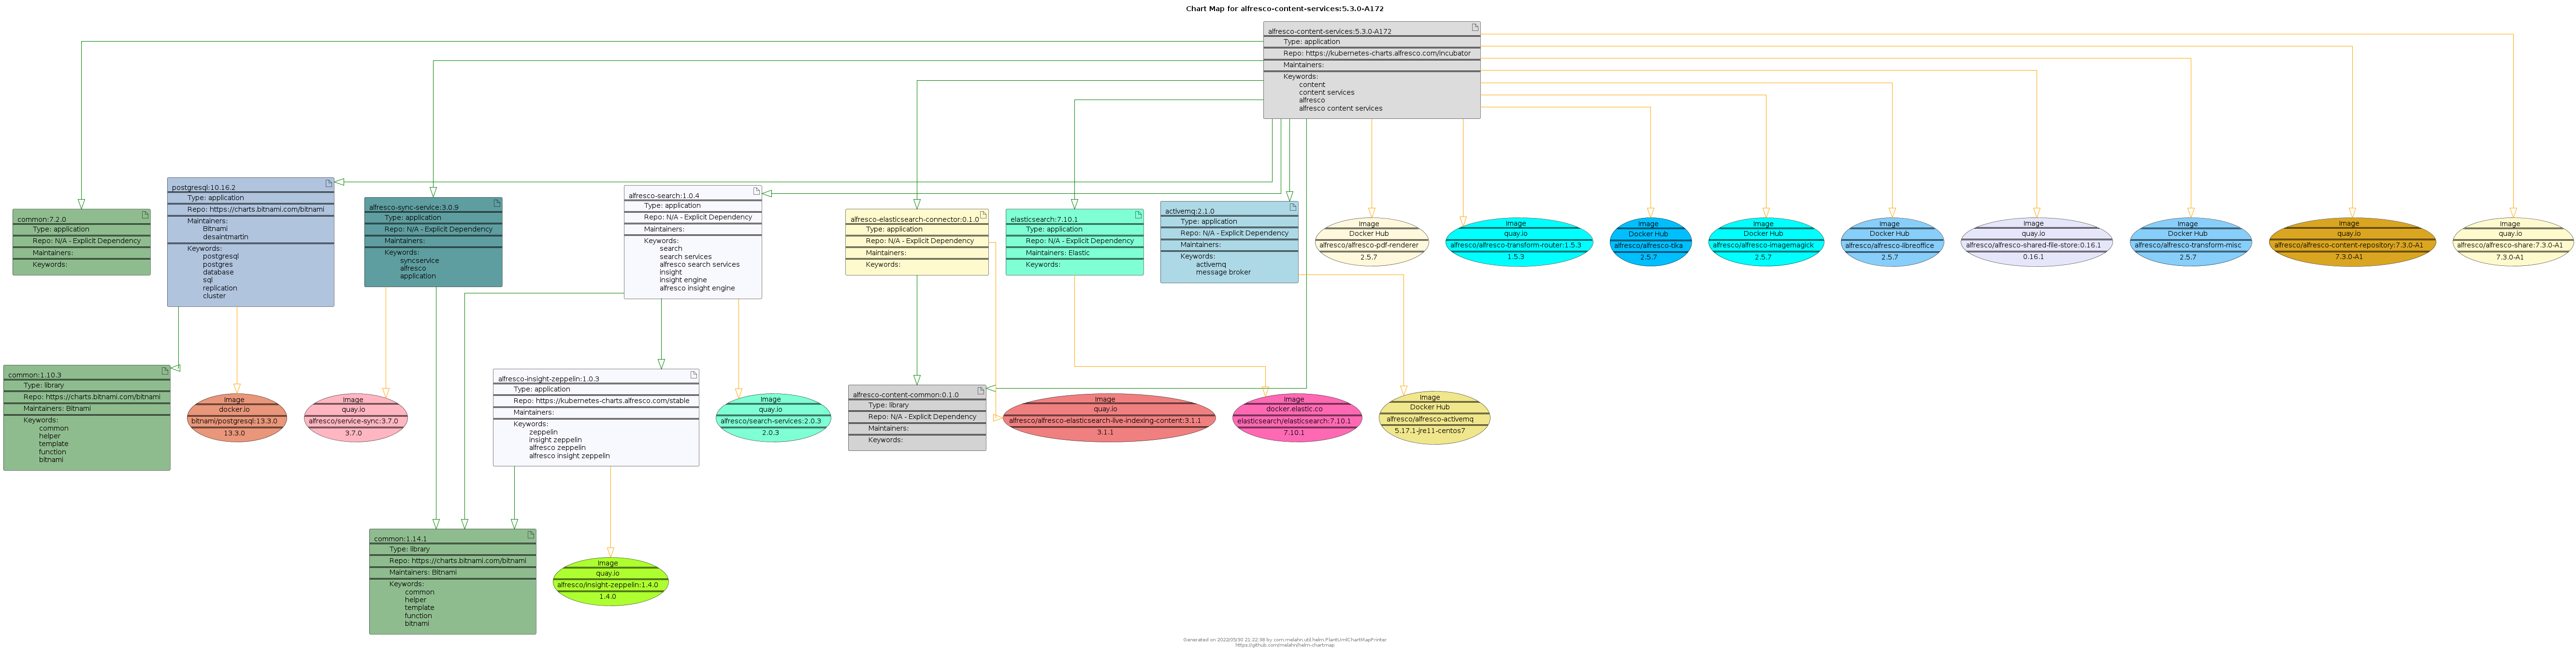 Chart Map for alfresco-content-services:5.3.0-A172
alfresco-content-services:5.3.0-A172
Type: application
Repo: https://kubernetes-charts.alfresco.com/incubator
Maintainers:
Keywords:
content
content services
alfresco
alfresco content services
common:7.2.0
Type: application
Repo: N/A - Explicit Dependency
Maintainers:
Keywords:
postgresql:10.16.2
Type: application
Repo: https://charts.bitnami.com/bitnami
Maintainers:
Bitnami
desaintmartin
Keywords:
postgresql
postgres
database
sql
replication
cluster
alfresco-sync-service:3.0.9
Type: application
Repo: N/A - Explicit Dependency
Maintainers:
Keywords:
syncservice
alfresco
application
alfresco-search:1.0.4
Type: application
Repo: N/A - Explicit Dependency
Maintainers:
Keywords:
search
search services
alfresco search services
insight
insight engine
alfresco insight engine
alfresco-elasticsearch-connector:0.1.0
Type: application
Repo: N/A - Explicit Dependency
Maintainers:
Keywords:
elasticsearch:7.10.1
Type: application
Repo: N/A - Explicit Dependency
Maintainers: Elastic
Keywords:
activemq:2.1.0
Type: application
Repo: N/A - Explicit Dependency
Maintainers:
Keywords:
activemq
message broker
Image
Docker Hub
alfresco/alfresco-pdf-renderer
2.5.7
Image
quay.io
alfresco/alfresco-transform-router:1.5.3
1.5.3
Image
Docker Hub
alfresco/alfresco-tika
2.5.7
Image
Docker Hub
alfresco/alfresco-imagemagick
2.5.7
Image
Docker Hub
alfresco/alfresco-libreoffice
2.5.7
Image
quay.io
alfresco/alfresco-shared-file-store:0.16.1
0.16.1
Image
Docker Hub
alfresco/alfresco-transform-misc
2.5.7
Image
quay.io
alfresco/alfresco-content-repository:7.3.0-A1
7.3.0-A1
Image
quay.io
alfresco/alfresco-share:7.3.0-A1
7.3.0-A1
common:1.10.3
Type: library
Repo: https://charts.bitnami.com/bitnami
Maintainers: Bitnami
Keywords:
common
helper
template
function
bitnami
Image
docker.io
bitnami/postgresql:13.3.0
13.3.0
Image
quay.io
alfresco/service-sync:3.7.0
3.7.0
alfresco-insight-zeppelin:1.0.3
Type: application
Repo: https://kubernetes-charts.alfresco.com/stable
Maintainers:
Keywords:
zeppelin
insight zeppelin
alfresco zeppelin
alfresco insight zeppelin
Image
quay.io
alfresco/search-services:2.0.3
2.0.3
alfresco-content-common:0.1.0
Type: library
Repo: N/A - Explicit Dependency
Maintainers:
Keywords:
Image
quay.io
alfresco/alfresco-elasticsearch-live-indexing-content:3.1.1
3.1.1
Image
docker.elastic.co
elasticsearch/elasticsearch:7.10.1
7.10.1
Image
Docker Hub
alfresco/alfresco-activemq
5.17.1-jre11-centos7
common:1.14.1
Type: library
Repo: https://charts.bitnami.com/bitnami
Maintainers: Bitnami
Keywords:
common
helper
template
function
bitnami
Image
quay.io
alfresco/insight-zeppelin:1.4.0
1.4.0
Generated on 2022/05/30 21:22:38 by com.melahn.util.helm.PlantUmlChartMapPrinter
https://github.com/melahn/helm-chartmap